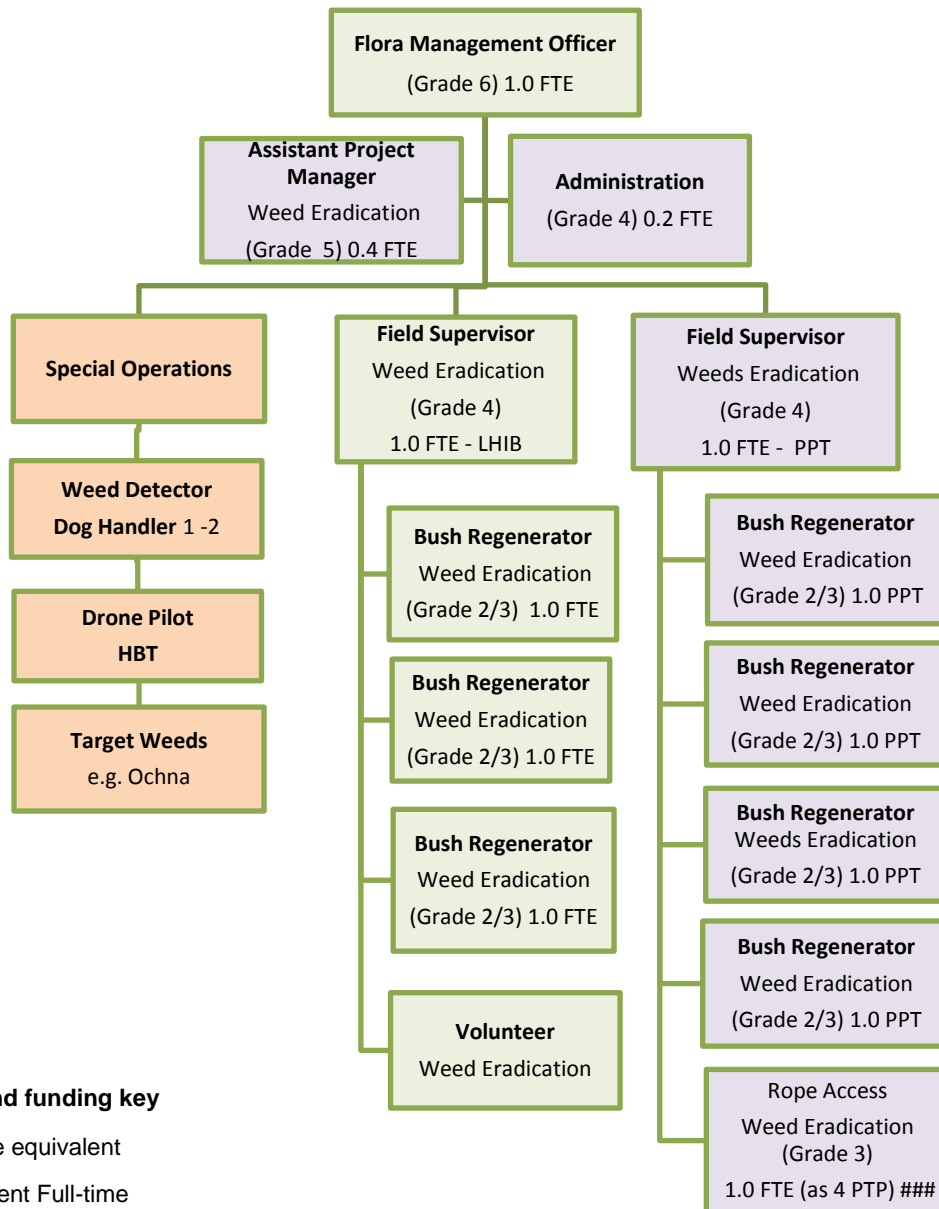 Flora Management Officer
(Grade 6) 1.0 FTE
Assistant Project
Manager
Weed Eradication
(Grade 5) 0.4 FTE
Administration
(Grade 4) 0.2 FTE
Special Operations
Weed Detector
Dog Handler 1 -2
Drone Pilot
HBT
Target Weeds
e.g. Ochna
Field Supervisor
Weed Eradication
(Grade 4)
1.0 FTE - LHIB
Bush Regenerator
Weed Eradication
(Grade 2/3) 1.0 FTE
Bush Regenerator
Weed Eradication
(Grade 2/3) 1.0 FTE
Bush Regenerator
Weed Eradication
(Grade 2/3) 1.0 FTE
Volunteer
Weed Eradication
Field Supervisor
Weeds Eradication
(Grade 4)
1.0 FTE - PPT
Bush Regenerator
Weed Eradication
(Grade 2/3) 1.0 PPT
Bush Regenerator
Weed Eradication
(Grade 2/3) 1.0 PPT
Bush Regenerator
Weeds Eradication
(Grade 2/3) 1.0 PPT
Bush Regenerator
Weed Eradication
(Grade 2/3) 1.0 PPT
Rope Access
Weed Eradication
(Grade 3)
1.0 FTE (as 4 PTP) ###
funding key
equivalent
Full-time